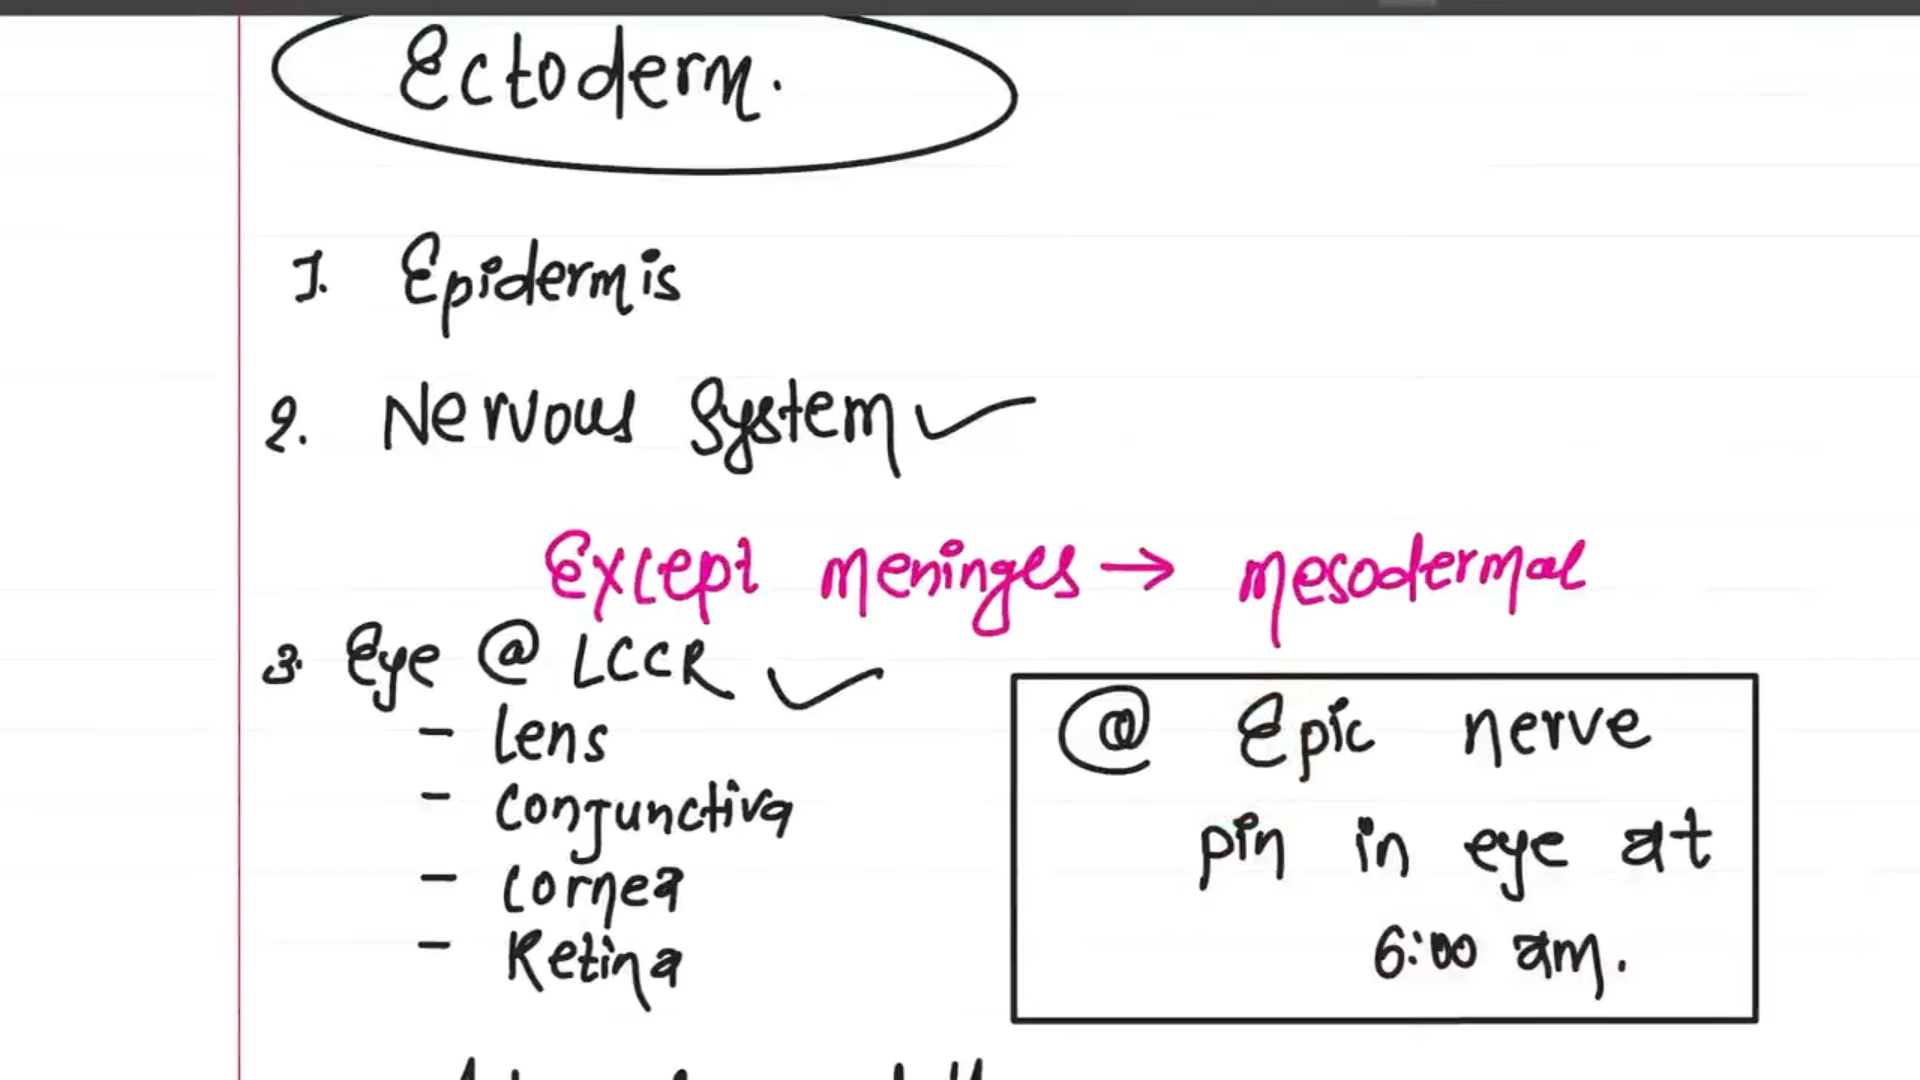 Ectoderm.
1. Epidermis
2. Nervous System
Except meninges → mesodermal
3. Eye @ LCCR
- Lens
- Conjunctiva
- Cornea
- Retina
@ Epic nerve
pin in eye at
6:00 am.